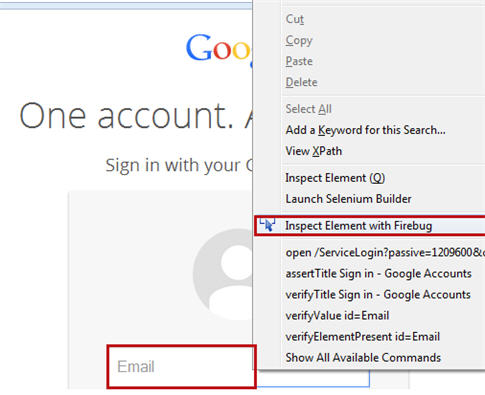 Cut
Copy
Paste
Delete
Select All
Add a Keyword for this Search...
View XPath
Inspect Element (Q)
Launch Selenium Builder
Inspect Element with Firebug
open /ServiceLogin?passive=1209600&
assertTitle Sign in - Google Accounts
verifyTitle Sign in - Google Accounts
verifyValue id=Email
verifyElementPresent id=Email
Show All Available Commands
Goo
One account.
Sign in with your
Email